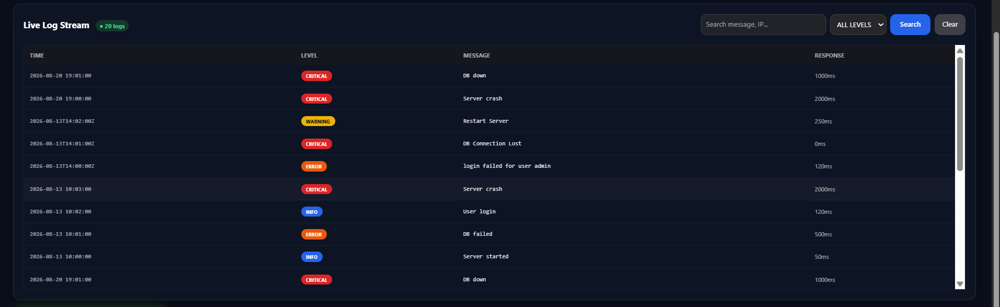 Live Log Stream ● 20 logs Search message, IP... ALL LEVELS Search Clear
TIME LEVEL MESSAGE RESPONSE
2026-08-20 19:01:00 CRITICAL DB down 1000ms
2026-08-20 19:00:00 CRITICAL Server crash 2000ms
2026-08-13T14:02:00Z WARNING Restart Server 250ms
2026-08-13T14:01:00Z CRITICAL DB Connection Lost 0ms
2026-08-13T14:00:00Z ERROR login failed for user admin 120ms
2026-08-13 10:03:00 CRITICAL Server crash 2000ms
2026-08-13 10:02:00 INFO User login 120ms
2026-08-13 10:01:00 ERROR DB failed 500ms
2026-08-13 10:00:00 INFO Server started 50ms
2026-08-20 19:01:00 CRITICAL DB down 1000ms